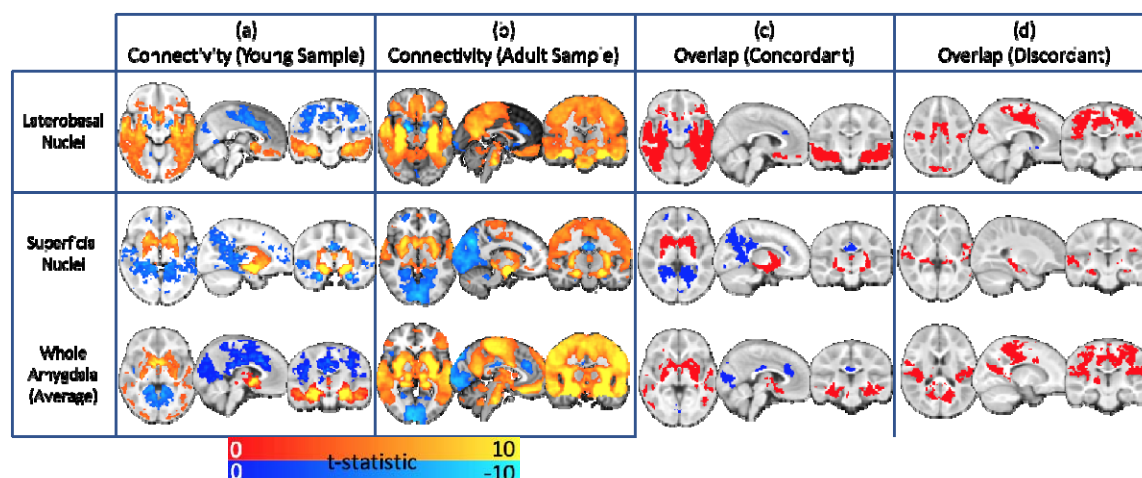 (a)
Connectivity (Young Sample)
(b)
Connectivity (Adult Sample)
(c)
Overlap (Concordant)
(d)
Overlap (Discordant)
Laterobasal
Nuclei
Superficia
Nuclei
Whole
Amygdala
(Average)
0
10
t-statistic
0
-10